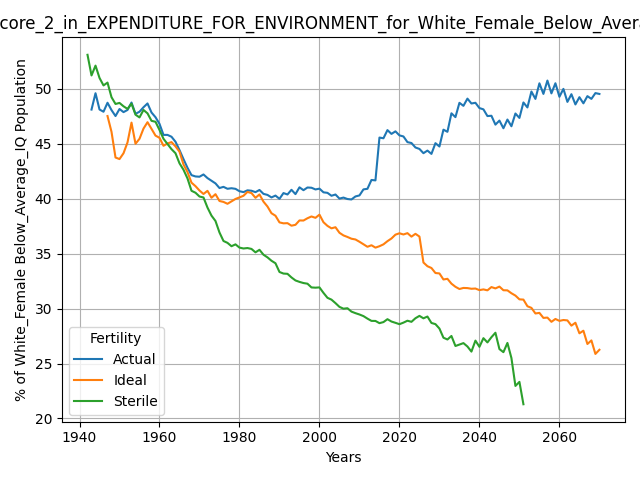 core_2_in_EXPENDITURE_FOR_ENVIRONMENT_for_White_Female_Below_Avera
% of White_Female Below_Average_IQ Population
50
45
40
35
30
25
20
Fertility
Actual
Ideal
Sterile
1940 1960 1980 2000 2020 2040 2060
Years